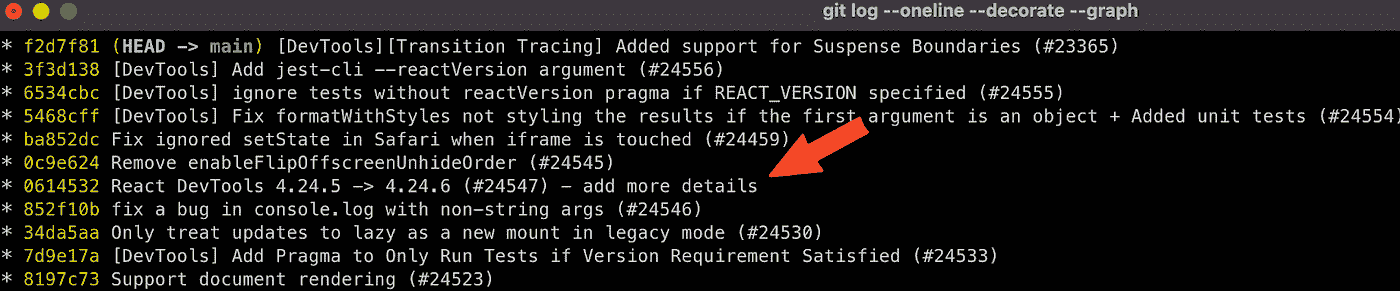 git log --oneline --decorate --graph
* f2d7f81 (HEAD -> main) [DevTools][Transition Tracing] Added support for Suspense Boundaries (#23365)
* 3f3d138 [DevTools] Add jest-cli --reactVersion argument (#24556)
* 6534cbc [DevTools] ignore tests without reactVersion pragma if REACT_VERSION specified (#24555)
* 5468cff [DevTools] Fix formatWithStyles not styling the results if the first argument is an object + Added unit tests (#24554)
* ba852dc Fix ignored setState in Safari when iframe is touched (#24459)
* 0c9e624 Remove enableFlipOffscreenUnhideOrder (#24545)
* 0614532 React DevTools 4.24.5 -> 4.24.6 (#24547) - add more details
* 852f10b fix a bug in console.log with non-string args (#24546)
* 34da5aa Only treat updates to lazy as a new mount in legacy mode (#24530)
* 7d9e17a [DevTools] Add Pragma to Only Run Tests if Version Requirement Satisfied (#24533)
* 8197c73 Support document rendering (#24523)